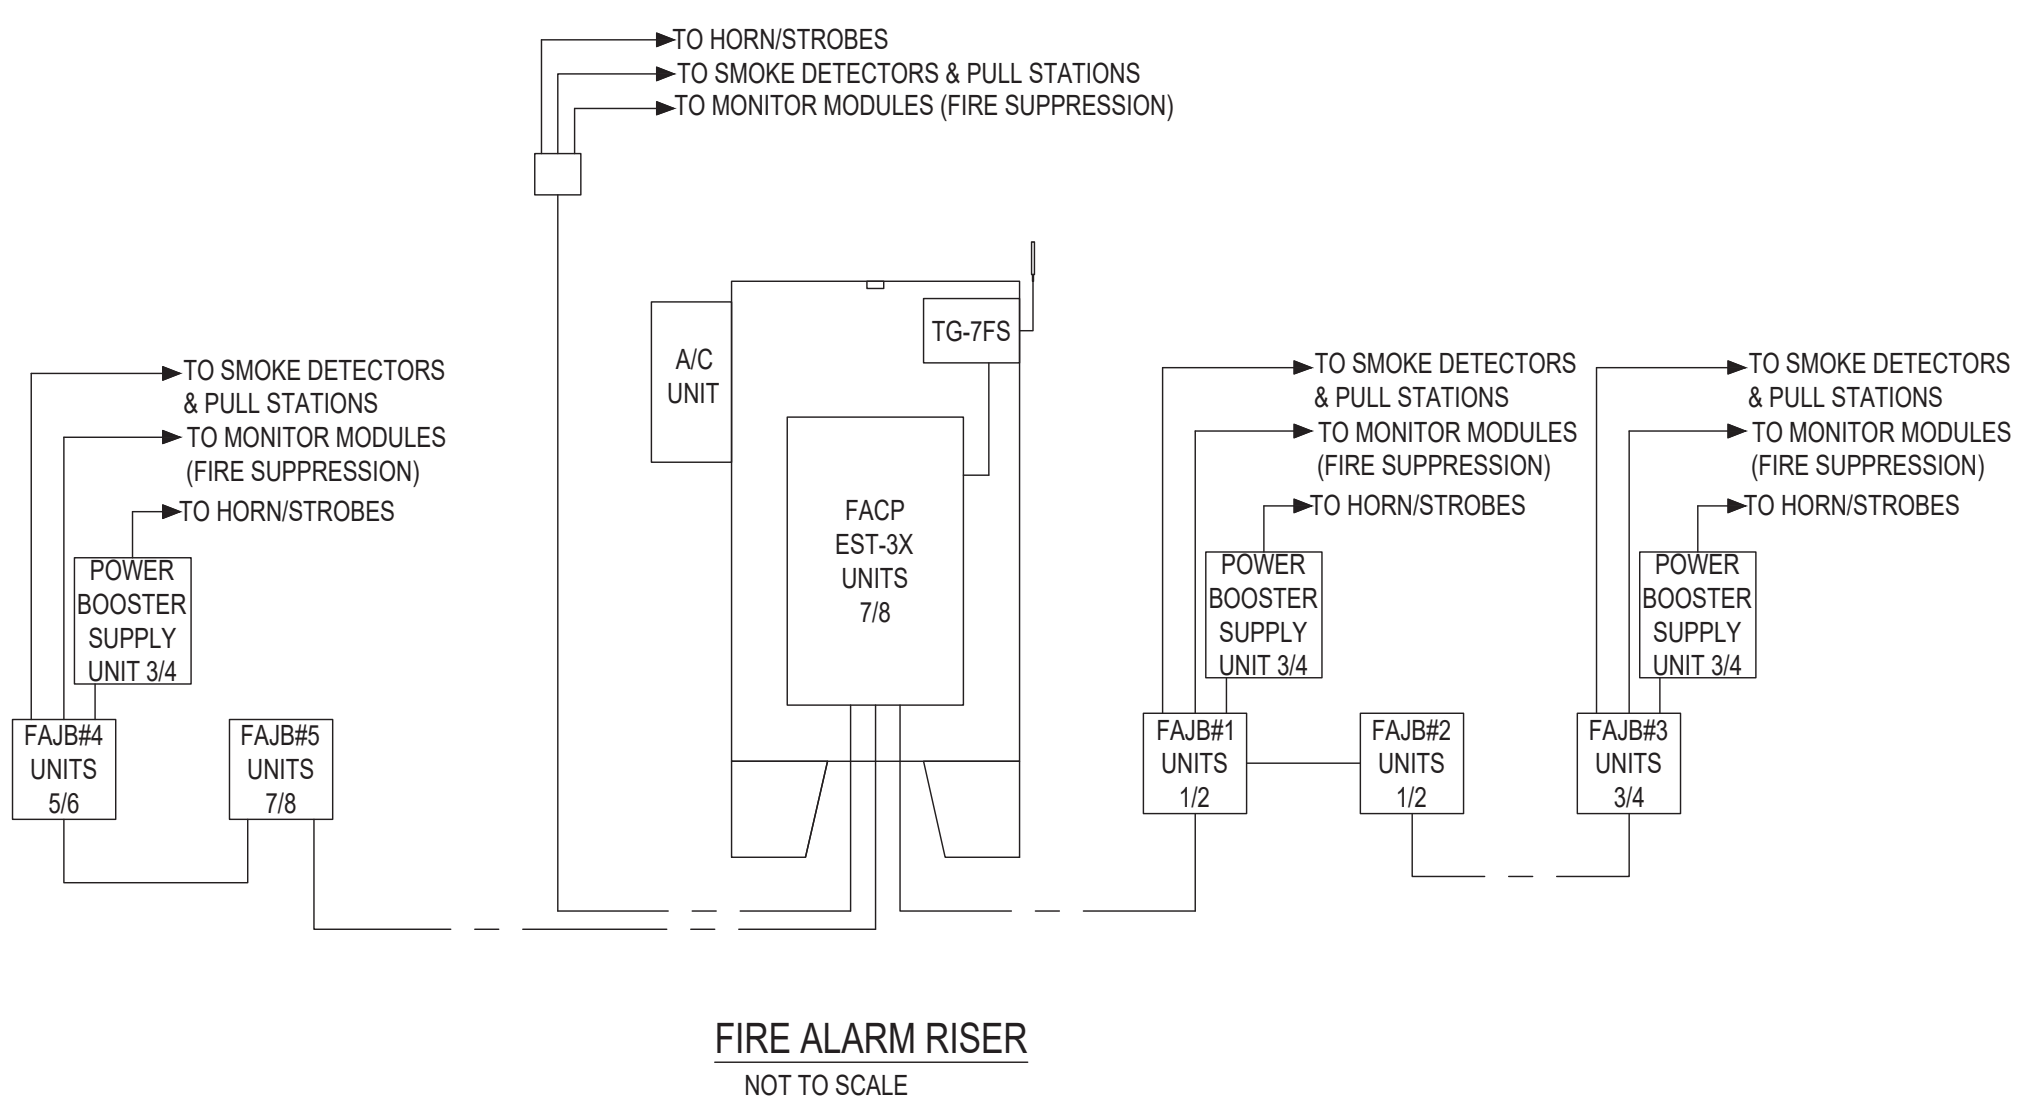 TO HORN/STROBES
TO SMOKE DETECTORS & PULL STATIONS
TO MONITOR MODULES (FIRE SUPPRESSION)
TO SMOKE DETECTORS
& PULL STATIONS
TO MONITOR MODULES
(FIRE SUPPRESSION)
TO HORN/STROBES
POWER
BOOSTER
SUPPLY
UNIT 3/4
FAJB#4
UNITS
5/6
FAJB#5
UNITS
7/8
A/C
UNIT
TG-7FS
FACP
EST-3X
UNITS
7/8
TO SMOKE DETECTORS
& PULL STATIONS
TO MONITOR MODULES
(FIRE SUPPRESSION)
TO HORN/STROBES
POWER
BOOSTER
SUPPLY
UNIT 3/4
FAJB#1
UNITS
1/2
FAJB#2
UNITS
1/2
TO SMOKE DETECTORS
& PULL STATIONS
TO MONITOR MODULES
(FIRE SUPPRESSION)
TO HORN/STROBES
POWER
BOOSTER
SUPPLY
UNIT 3/4
FAJB#3
UNITS
3/4
FIRE ALARM RISER
NOT TO SCALE